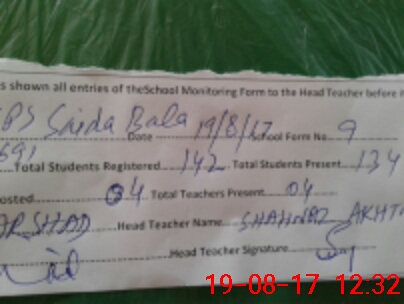 s shown all entries of theSchool Monitoring Form to the Head Teacher before i
GPS Saida Bala Date 19/8/17 School Form No 9
691 Total Students Registered 142 Total Students Present 134
osted 04 Total Teachers Present 04
ARSHAD Head Teacher Name SHAHNAZ AKHT
Head Teacher Signature
19-08-17 12:32